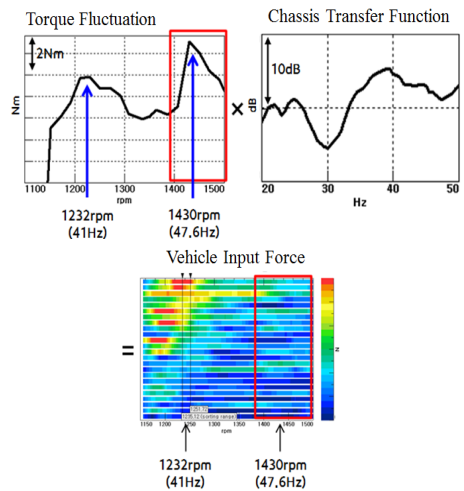 Torque Fluctuation
Chassis Transfer Function
2Nm
10dB
Nm
×
dB
1100 1200 1300 1400 1500
rpm
20 30 40 50
Hz
1232rpm
(41Hz)
1430rpm
(47.6Hz)
Vehicle Input Force
=
N
1150 1200 1250 1300 1350 1400 1450 1500
rpm
1232rpm
(41Hz)
1430rpm
(47.6Hz)